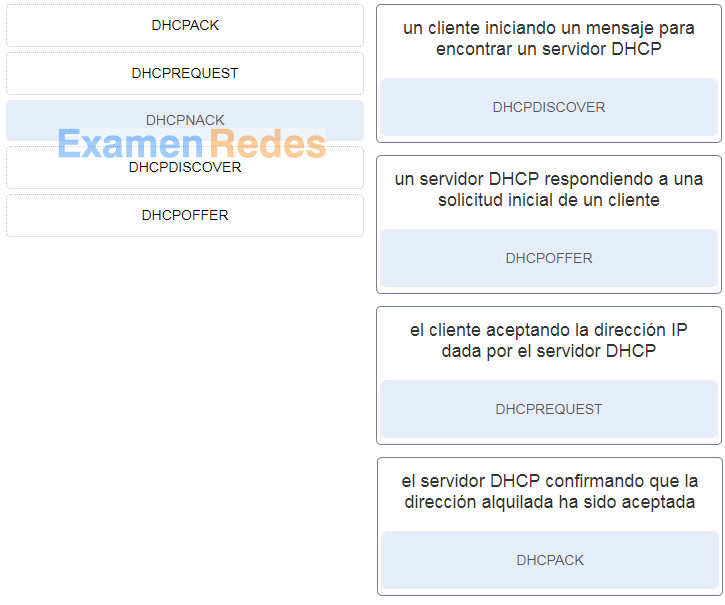 DHCPACK
DHCPREQUEST
DHCPNACK
ExamenRedes
DHCPDISCOVER
DHCPOFFER
un cliente iniciando un mensaje para
encontrar un servidor DHCP
DHCPDISCOVER
un servidor DHCP respondiendo a una
solicitud inicial de un cliente
DHCPOFFER
el cliente aceptando la dirección IP
dada por el servidor DHCP
DHCPREQUEST
el servidor DHCP confirmando que la
dirección alquilada ha sido aceptada
DHCPACK